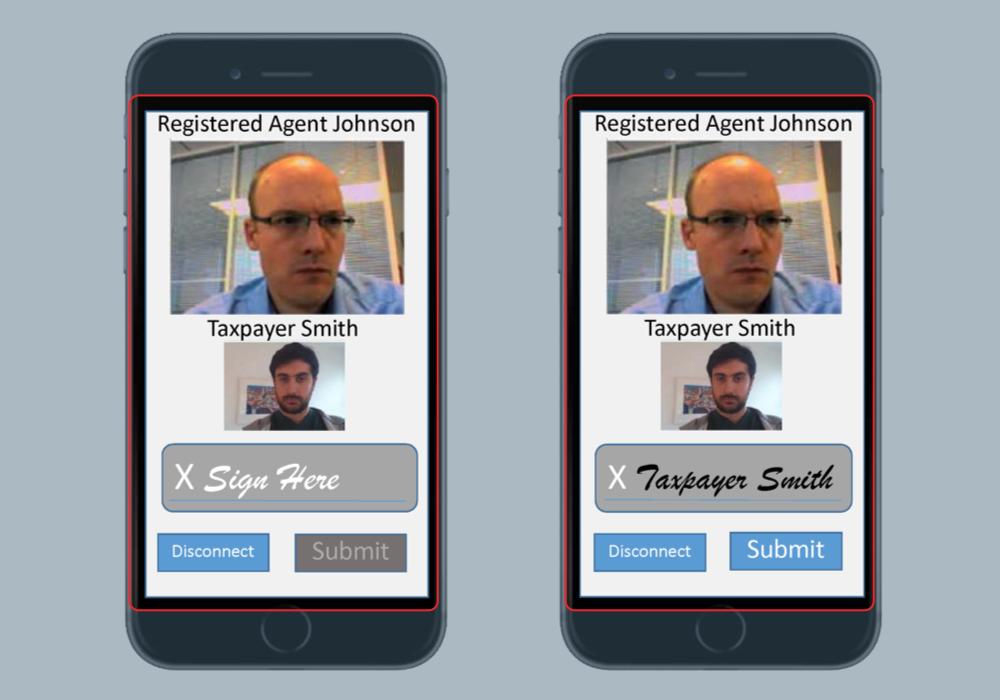 Registered Agent Johnson
Taxpayer Smith
X Sign Here
Disconnect Submit
Registered Agent Johnson
Taxpayer Smith
X Taxpayer Smith
Disconnect Submit